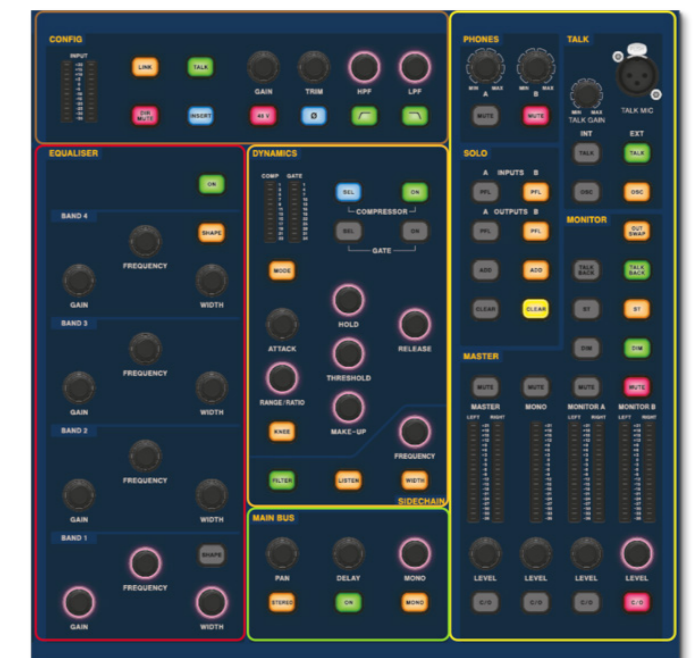 CONFIG
INPUT
LINK
TALK
GAIN
TRIM
HPF
LPF
DIR
MUTE
INSERT
48 V
Ø
EQUALISER
ON
BAND 4
SHAPE
FREQUENCY
GAIN
WIDTH
BAND 3
FREQUENCY
GAIN
WIDTH
BAND 2
FREQUENCY
GAIN
WIDTH
BAND 1
SHAPE
FREQUENCY
GAIN
WIDTH
DYNAMICS
COMP GATE
SEL
ON
COMPRESSOR
SEL
ON
GATE
MODE
HOLD
ATTACK
RELEASE
THRESHOLD
RANGE/RATIO
KNEE
MAKE-UP
FREQUENCY
FILTER
LISTEN
WIDTH
SIDECHAIN
MAIN BUS
PAN
DELAY
MONO
STEREO
ON
MONO
PHONES
MIN MAX
MIN MAX
A
B
MUTE
MUTE
TALK
MIN MAX
TALK GAIN
TALK MIC
INT
EXT
TALK
TALK
OSC
OSC
SOLO
A INPUTS B
PFL
PFL
A OUTPUTS B
PFL
PFL
ADD
ADD
CLEAR
CLEAR
MONITOR
OUT
SWAP
TALK
BACK
TALK
BACK
BT
BT
DIM
DIM
MASTER
MUTE
MUTE
MUTE
MUTE
MASTER
MONO
MONITOR A
MONITOR B
LEFT RIGHT
LEFT RIGHT
LEFT RIGHT
LEVEL
LEVEL
LEVEL
LEVEL
C/O
C/O
C/O
C/O